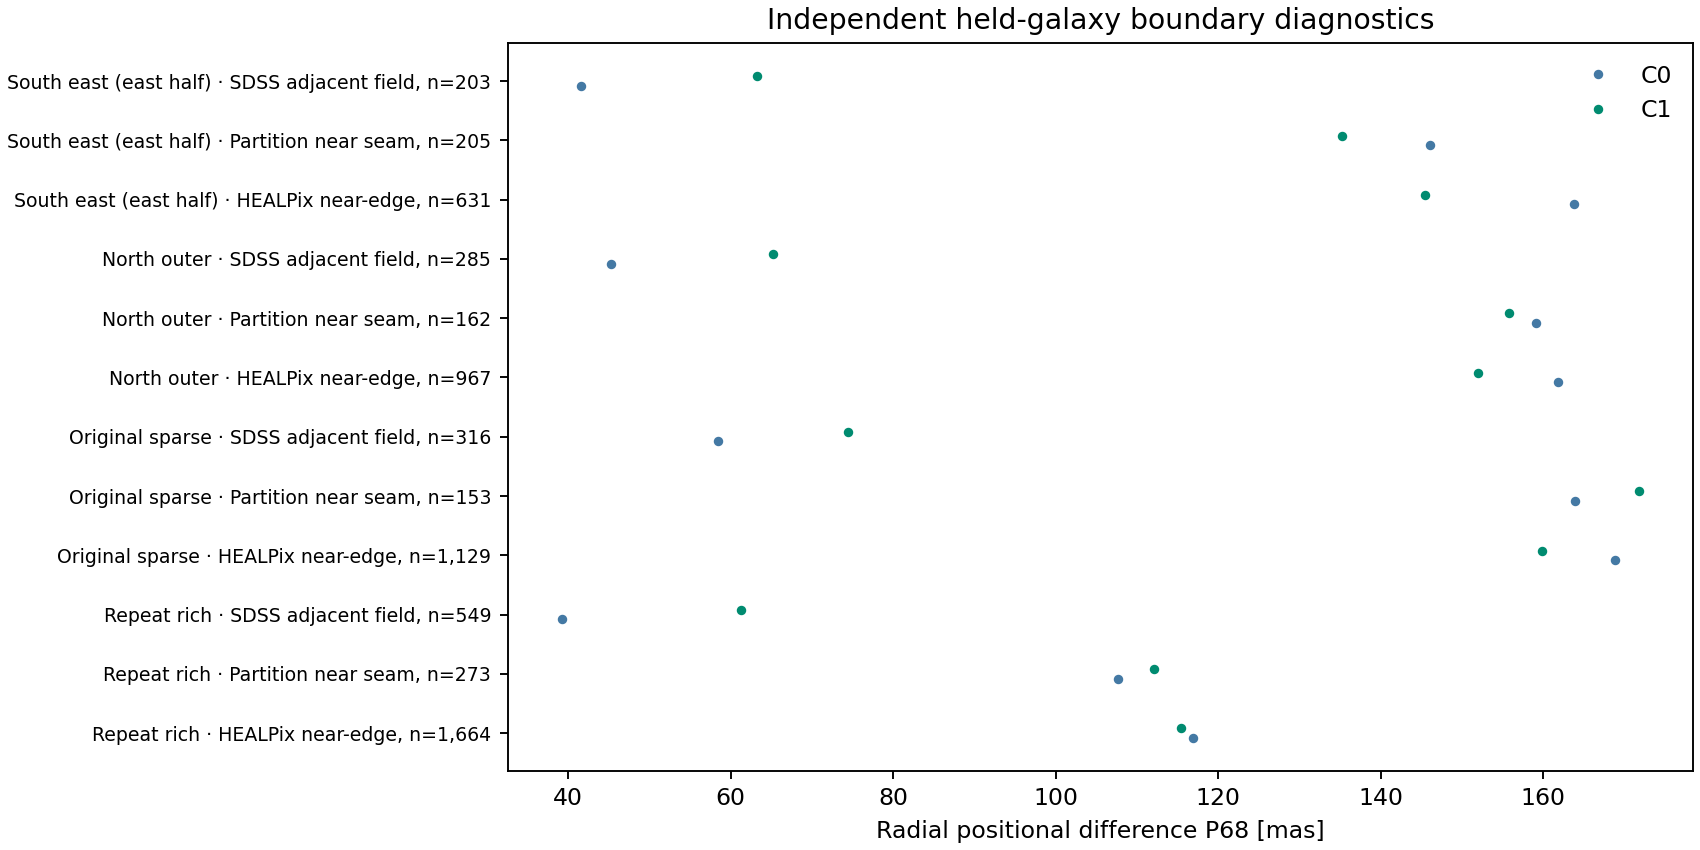 Independent held-galaxy boundary diagnostics
South east (east half) · SDSS adjacent field, n=203
South east (east half) · Partition near seam, n=205
South east (east half) · HEALPix near-edge, n=631
North outer · SDSS adjacent field, n=285
North outer · Partition near seam, n=162
North outer · HEALPix near-edge, n=967
Original sparse · SDSS adjacent field, n=316
Original sparse · Partition near seam, n=153
Original sparse · HEALPix near-edge, n=1,129
Repeat rich · SDSS adjacent field, n=549
Repeat rich · Partition near seam, n=273
Repeat rich · HEALPix near-edge, n=1,664
C0
C1
40 60 80 100 120 140 160
Radial positional difference P68 [mas]